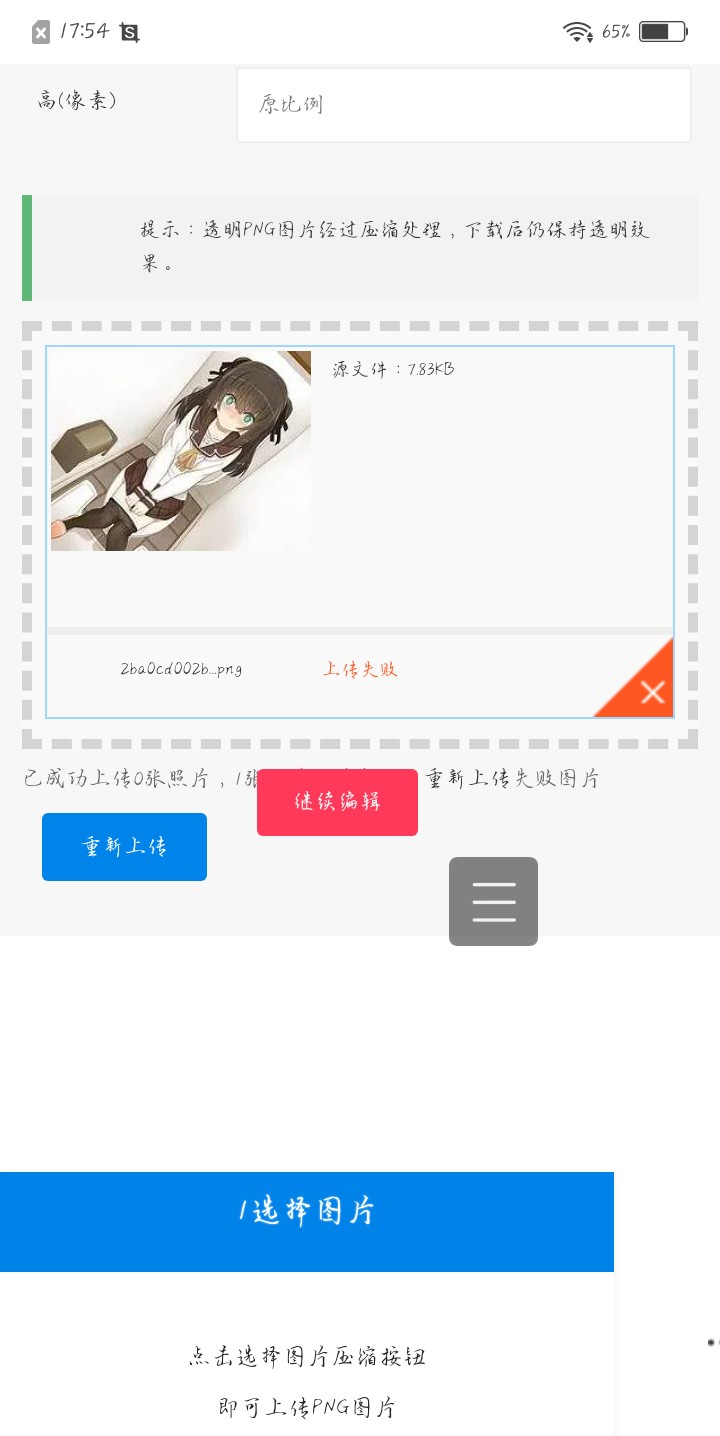 17:54
65%
高(像素)
原比例
提示：透明PNG图片经过压缩处理，下载后仍保持透明效
果。
源文件：7.83KB
2ba0cd002b...png
上传失败
已成功上传0张照片，1张
重新上传失败图片
继续编辑
重新上传
1选择图片
点击选择图片压缩按钮
即可上传PNG图片